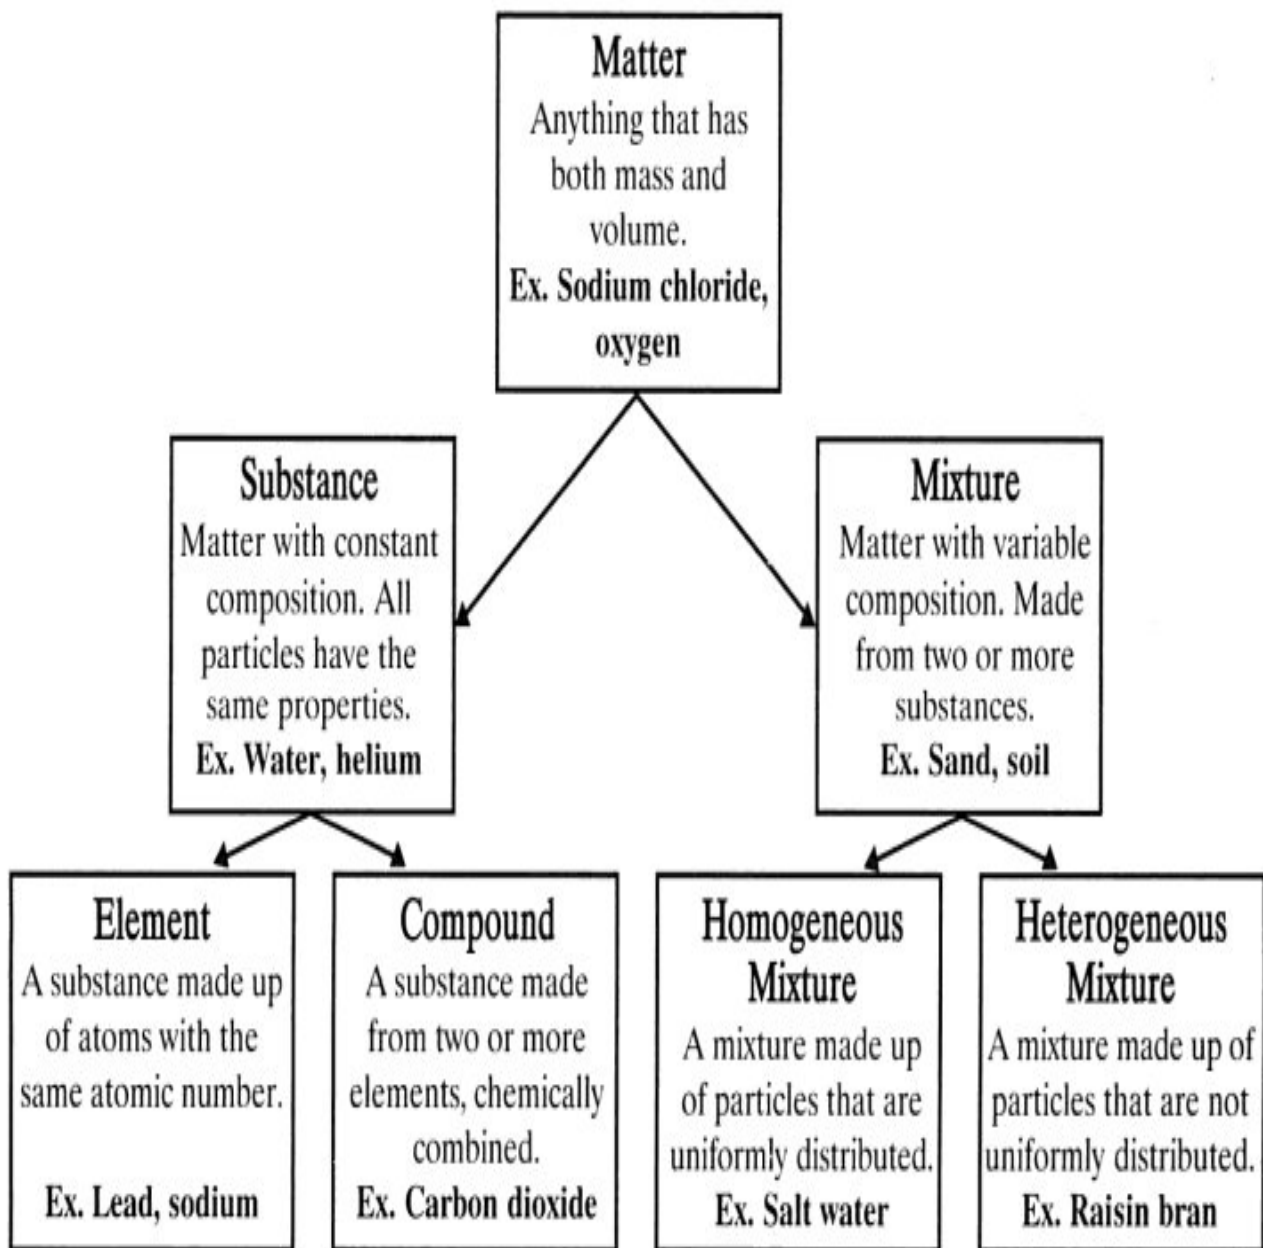 Matter
Anything that has
both mass and
volume.
Ex. Sodium chloride,
oxygen
Substance
Matter with constant
composition. All
particles have the
same properties.
Ex. Water, helium
Mixture
Matter with variable
composition. Made
from two or more
substances.
Ex. Sand, soil
Element
A substance made up
of atoms with the
same atomic number.
Ex. Lead, sodium
Compound
A substance made
from two or more
elements, chemically
combined.
Ex. Carbon dioxide
Homogeneous
Mixture
A mixture made up
of particles that are
uniformly distributed.
Ex. Salt water
Heterogeneous
Mixture
A mixture made up of
particles that are not
uniformly distributed.
Ex. Raisin bran